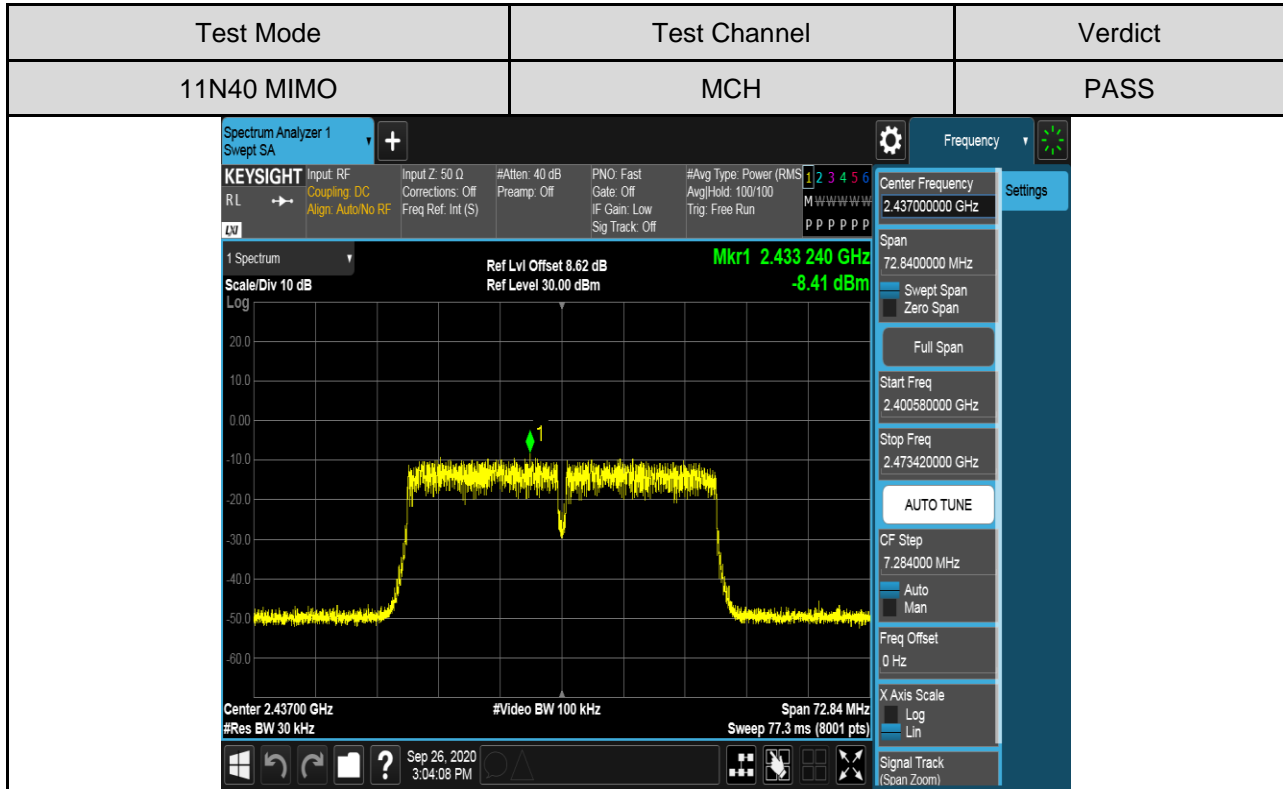 Test Mode Test Channel Verdict
11N40 MIMO MCH PASS
Spectrum Analyzer 1
Swept SA
+
Frequency
KEYSIGHT
RL
LXI
Input: RF
Coupling: DC
Align: Auto/No RF
Input Z: 50 Ω
Corrections: Off
Freq Ref: Int (S)
#Atten: 40 dB
Preamp: Off
PNO: Fast
Gate: Off
IF Gain: Low
Sig Track: Off
#Avg Type: Power (RMS
Avg|Hold: 100/100
Trig: Free Run
1 2 3 4 5 6
M W W W W W
P P P P P P
1 Spectrum
Scale/Div 10 dB
Ref Lvl Offset 8.62 dB
Ref Level 30.00 dBm
Mkr1 2.433 240 GHz
-8.41 dBm
Log
20.0
10.0
0.00
-10.0
-20.0
-30.0
-40.0
-50.0
-60.0
1
Center 2.43700 GHz
#Res BW 30 kHz
#Video BW 100 kHz
Span 72.84 MHz
Sweep 77.3 ms (8001 pts)
Center Frequency
2.437000000 GHz
Settings
Span
72.8400000 MHz
Swept Span
Zero Span
Full Span
Start Freq
2.400580000 GHz
Stop Freq
2.473420000 GHz
AUTO TUNE
CF Step
7.284000 MHz
Auto
Man
Freq Offset
0 Hz
X Axis Scale
Log
Lin
Signal Track
(Span Zoom)
?
Sep 26, 2020
3:04:08 PM